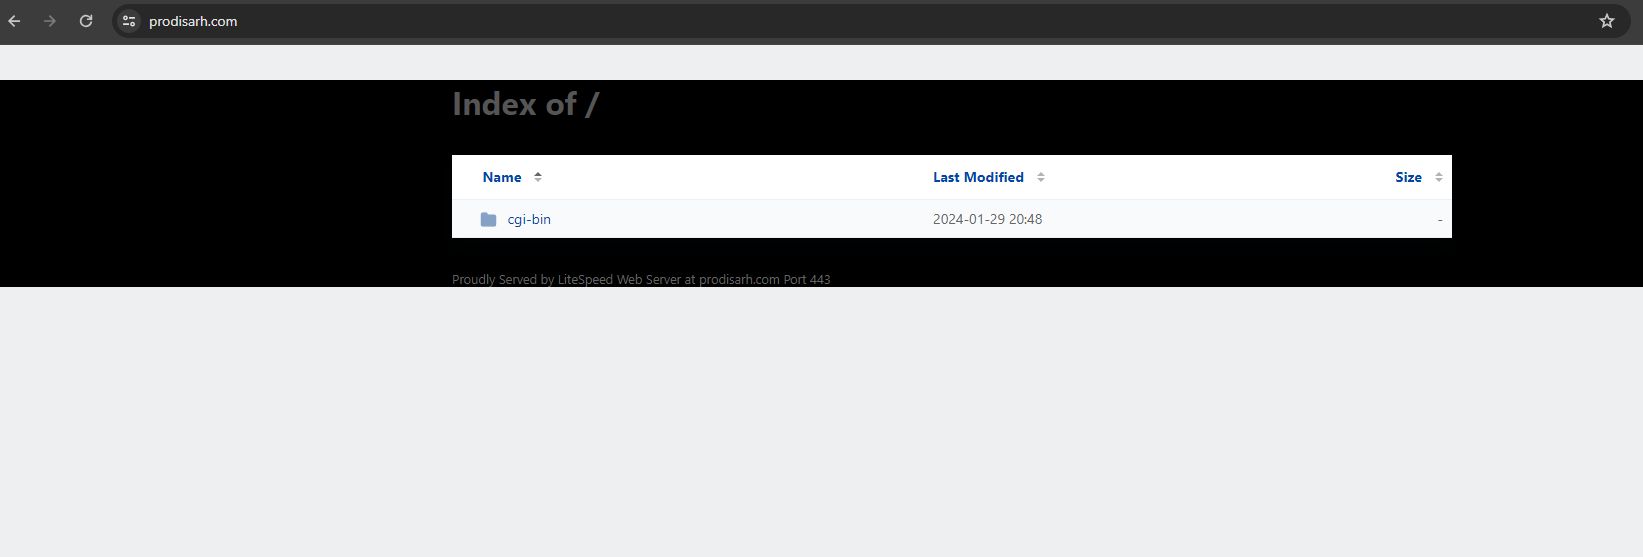 prodisarh.com
Index of /
Name Last Modified Size
cgi-bin 2024-01-29 20:48 -
Proudly Served by LiteSpeed Web Server at prodisarh.com Port 443